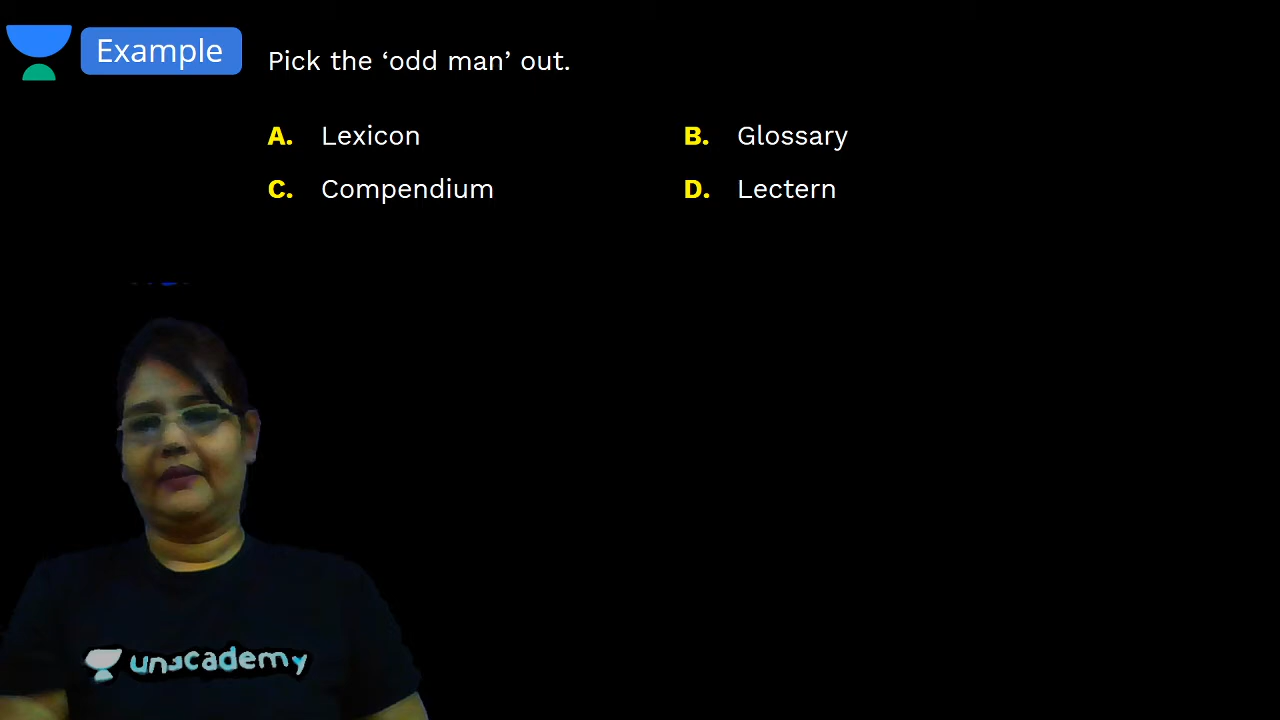 Example
Pick the ‘odd man’ out.
A. Lexicon B. Glossary
C. Compendium D. Lectern
unacademy